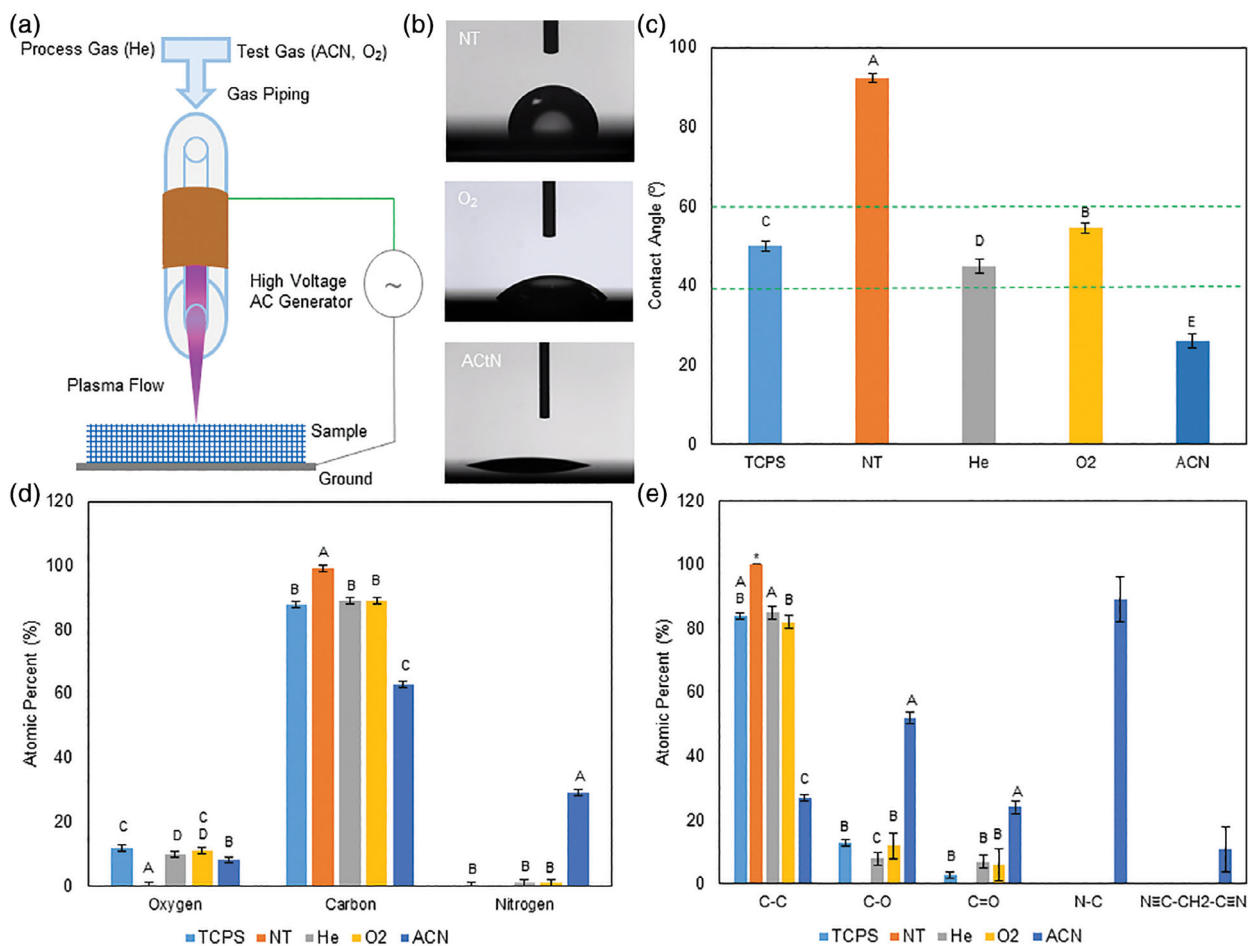 (a)
Process Gas (He)
Test Gas (ACN, O₂)
Gas Piping
High Voltage
AC Generator
~
Plasma Flow
Sample
Ground
(b)
NT
O₂
ACtN
(c)
Contact Angle (º)
100
80
60
40
20
0
C
A
D
B
E
TCPS
NT
He
O2
ACN
(d)
Atomic Percent (%)
120
100
80
60
40
20
0
C
A
D
C
D
B
B
A
B
B
C
B
B
B
A
Oxygen
Carbon
Nitrogen
TCPS
NT
He
O2
ACN
(e)
Atomic Percent (%)
120
100
80
60
40
20
0
A
B
*
A
B
C
B
C
B
A
B
B
B
A
C-C
C-O
C=O
N-C
N≡C-CH2-C≡N
TCPS
NT
He
O2
ACN